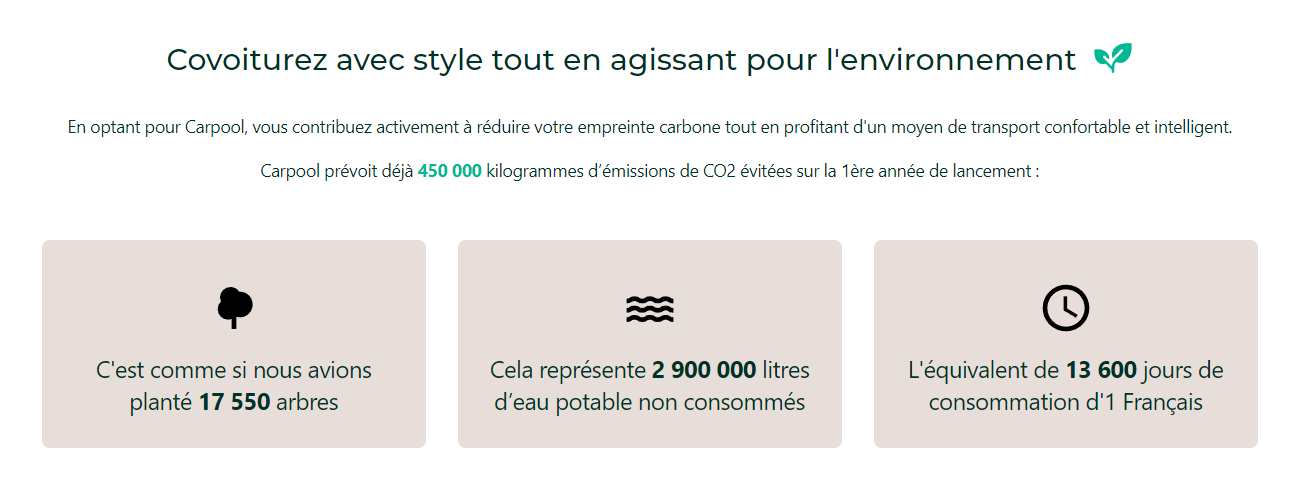 Covoiturez avec style tout en agissant pour l'environnement
En optant pour Carpool, vous contribuez activement à réduire votre empreinte carbone tout en profitant d'un moyen de transport confortable et intelligent.
Carpool prévoit déjà 450 000 kilogrammes d’émissions de CO2 évitées sur la 1ère année de lancement :
C'est comme si nous avions
planté 17 550 arbres
Cela représente 2 900 000 litres
d’eau potable non consommés
L'équivalent de 13 600 jours de
consommation d'1 Français